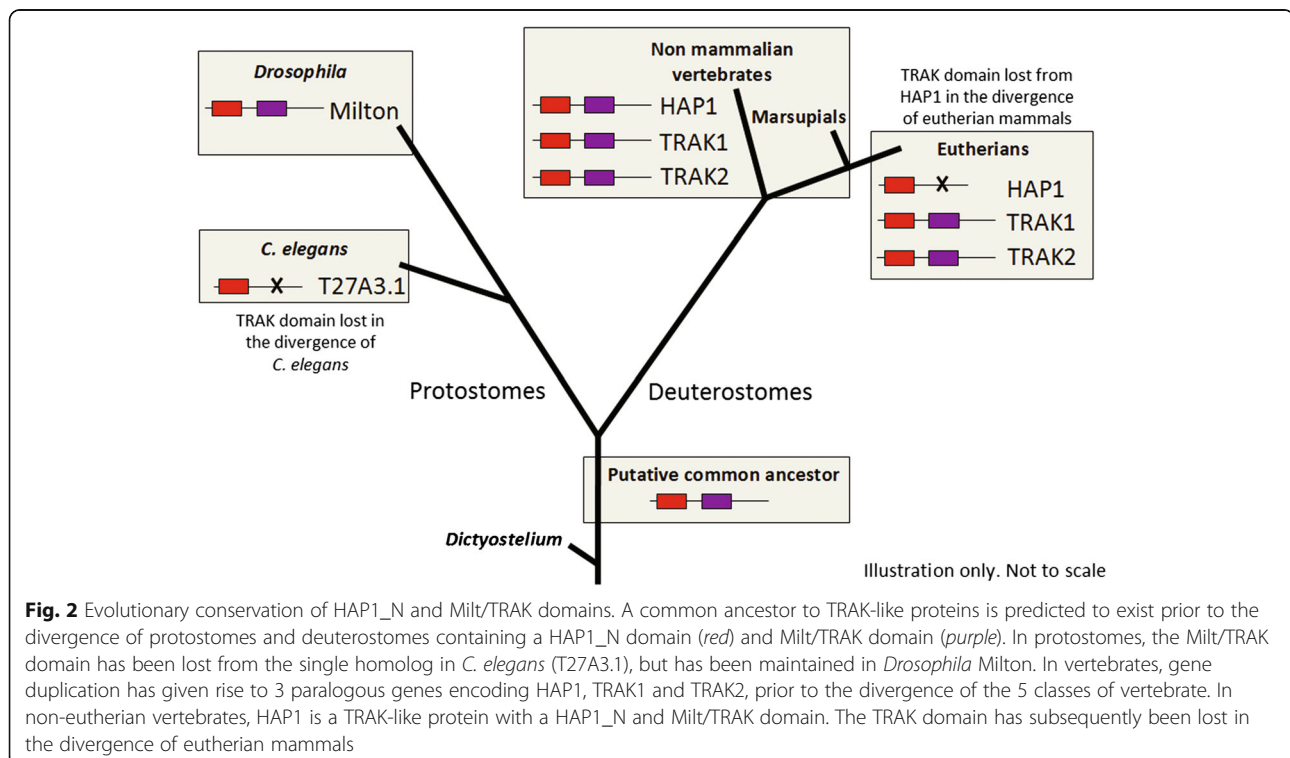 Drosophila
Milton
Non mammalian
vertebrates
HAP1
TRAK1
TRAK2
Marsupials
TRAK domain lost from
HAP1 in the divergence
of eutherian mammals
Eutherians
X
HAP1
TRAK1
TRAK2
C. elegans
X
T27A3.1
TRAK domain lost in
the divergence of
C. elegans
Protostomes
Deuterostomes
Putative common ancestor
Dictyostelium
Illustration only. Not to scale
Fig. 2 Evolutionary conservation of HAP1_N and Milt/TRAK domains. A common ancestor to TRAK-like proteins is predicted to exist prior to the
divergence of protostomes and deuterostomes containing a HAP1_N domain (red) and Milt/TRAK domain (purple). In protostomes, the Milt/TRAK
domain has been lost from the single homolog in C. elegans (T27A3.1), but has been maintained in Drosophila Milton. In vertebrates, gene
duplication has given rise to 3 paralogous genes encoding HAP1, TRAK1 and TRAK2, prior to the divergence of the 5 classes of vertebrate. In
non-eutherian vertebrates, HAP1 is a TRAK-like protein with a HAP1_N and Milt/TRAK domain. The TRAK domain has subsequently been lost in
the divergence of eutherian mammals